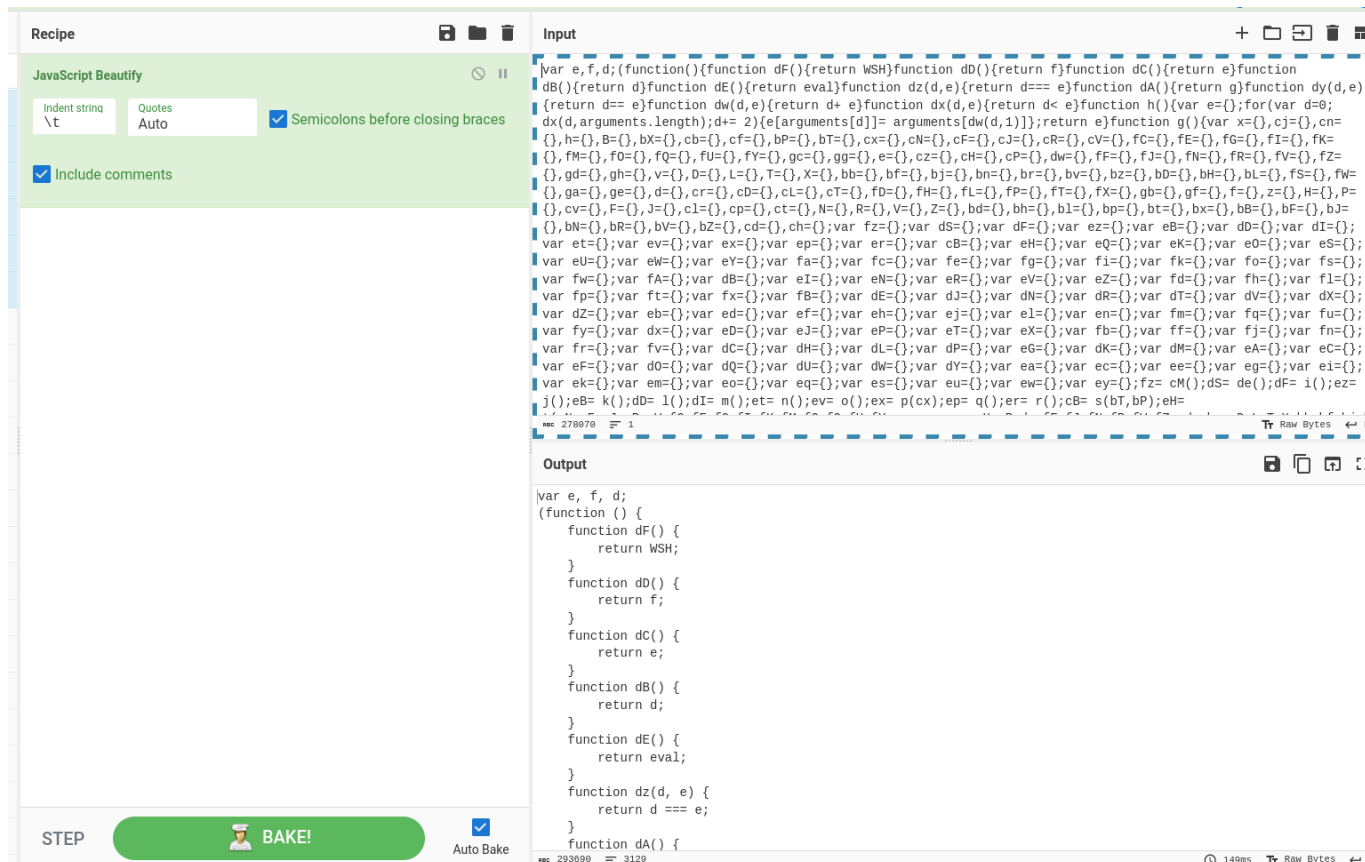 Recipe
JavaScript Beautify
Indent string
\t
Quotes
Auto
Semicolons before closing braces
Include comments
STEP
BAKE!
Auto Bake
Input
var e,f,d;(function(){function dF(){return WSH}function dD(){return f}function dC(){return e}function
dB(){return d}function dE(){return eval}function dz(d,e){return d=== e}function dA(){return g}function dy(d,e)
{return d== e}function dw(d,e){return d+ e}function dx(d,e){return d< e}function h(){var e={};for(var d=0;
dx(d,arguments.length);d+= 2){e[arguments[d]]= arguments[dw(d,1)]};return e}function g(){var x={},cj={},cn=
{},h={},B={},bX={},cb={},cf={},bP={},bT={},cx={},cN={},cF={},cJ={},cR={},cV={},fC={},fE={},fG={},fI={},fK=
{},fM={},fO={},fQ={},fU={},fY={},gc={},gg={},e={},cz={},cH={},cP={},dw={},fF={},fJ={},fN={},fR={},fV={},fZ=
{},gd={},gh={},v={},D={},L={},T={},X={},bb={},bf={},bj={},bn={},br={},bv={},bz={},bD={},bH={},bL={},fS={},fW=
{},ga={},ge={},d={},cr={},cD={},cL={},cT={},fD={},fH={},fL={},fP={},fT={},fX={},gb={},gf={},f={},z={},H={},P=
{},cv={},F={},J={},cl={},cp={},ct={},N={},R={},V={},Z={},bd={},bh={},bl={},bp={},bt={},bx={},bB={},bF={},bJ=
{},bN={},bR={},bV={},bZ={},cd={},ch={};var fz={};var dS={};var dF={};var ez={};var eB={};var dD={};var dI={};
var et={};var ev={};var ex={};var ep={};var er={};var cB={};var eH={};var eQ={};var eK={};var eO={};var eS={};
var eU={};var eW={};var eY={};var fa={};var fc={};var fe={};var fg={};var fi={};var fk={};var fo={};var fs={};
var fw={};var fA={};var dB={};var eI={};var eN={};var eR={};var eV={};var eZ={};var fd={};var fh={};var fl={};
var fp={};var ft={};var fx={};var fB={};var dE={};var dJ={};var dN={};var dR={};var dT={};var dV={};var dX={};
var dZ={};var eb={};var ed={};var ef={};var eh={};var ej={};var el={};var en={};var fm={};var fq={};var fu={};
var fy={};var dx={};var eD={};var eJ={};var eP={};var eT={};var eX={};var fb={};var ff={};var fj={};var fn={};
var fr={};var fv={};var dC={};var dH={};var dL={};var dP={};var eG={};var dK={};var dM={};var eA={};var eC={};
var eF={};var dO={};var dQ={};var dU={};var dW={};var dY={};var ea={};var ec={};var ee={};var eg={};var ei={};
var ek={};var em={};var eo={};var eq={};var es={};var eu={};var ew={};var ey={};fz= cM();dS= de();dF= i();ez=
j();eB= k();dD= l();dI= m();et= n();ev= o();ex= p(cx);ep= q();er= r();cB= s(bT,bP);eH=
ABC 278070 1
Tr Raw Bytes
Output
var e, f, d;
(function () {
function dF() {
return WSH;
}
function dD() {
return f;
}
function dC() {
return e;
}
function dB() {
return d;
}
function dE() {
return eval;
}
function dz(d, e) {
return d === e;
}
function dA() {
ABC 293690 3129
149ms Tr Raw Bytes